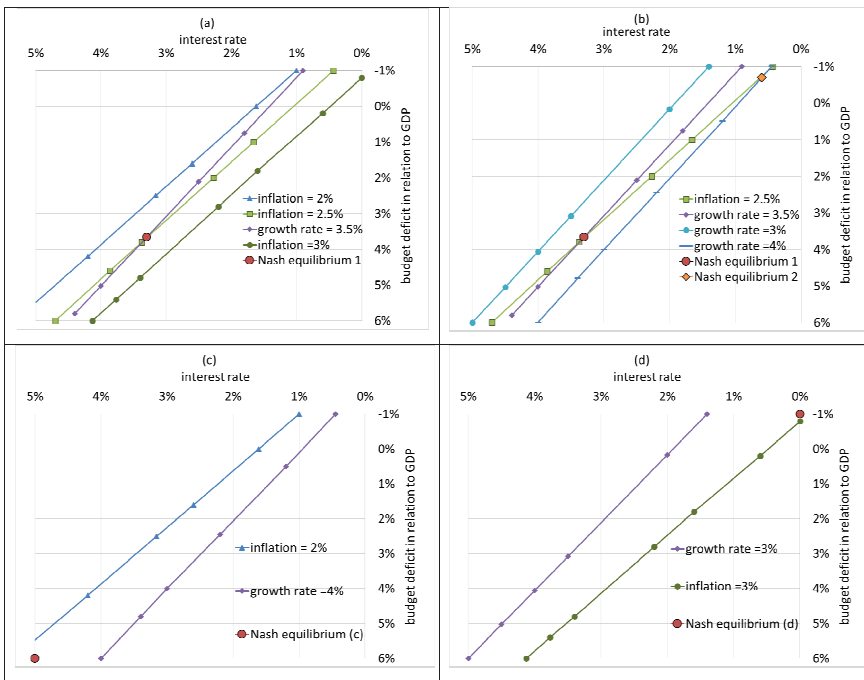 (a)
interest rate
5% 4% 3% 2% 1% 0%
-1%
0%
1%
2%
3%
4%
5%
6%
budget deficit in relation to GDP
inflation = 2%
inflation = 2.5%
growth rate = 3.5%
inflation =3%
Nash equilibrium 1
(b)
interest rate
5% 4% 3% 2% 1% 0%
-1%
0%
1%
2%
3%
4%
5%
6%
budget deficit in relation to GDP
inflation = 2.5%
growth rate = 3.5%
growth rate =3%
growth rate =4%
Nash equilibrium 1
Nash equilibrium 2
(c)
interest rate
5% 4% 3% 2% 1% 0%
-1%
0%
1%
2%
3%
4%
5%
6%
budget deficit in relation to GDP
inflation = 2%
growth rate =4%
Nash equilibrium (c)
(d)
interest rate
5% 4% 3% 2% 1% 0%
-1%
0%
1%
2%
3%
4%
5%
6%
budget deficit in relation to GDP
growth rate =3%
inflation =3%
Nash equilibrium (d)